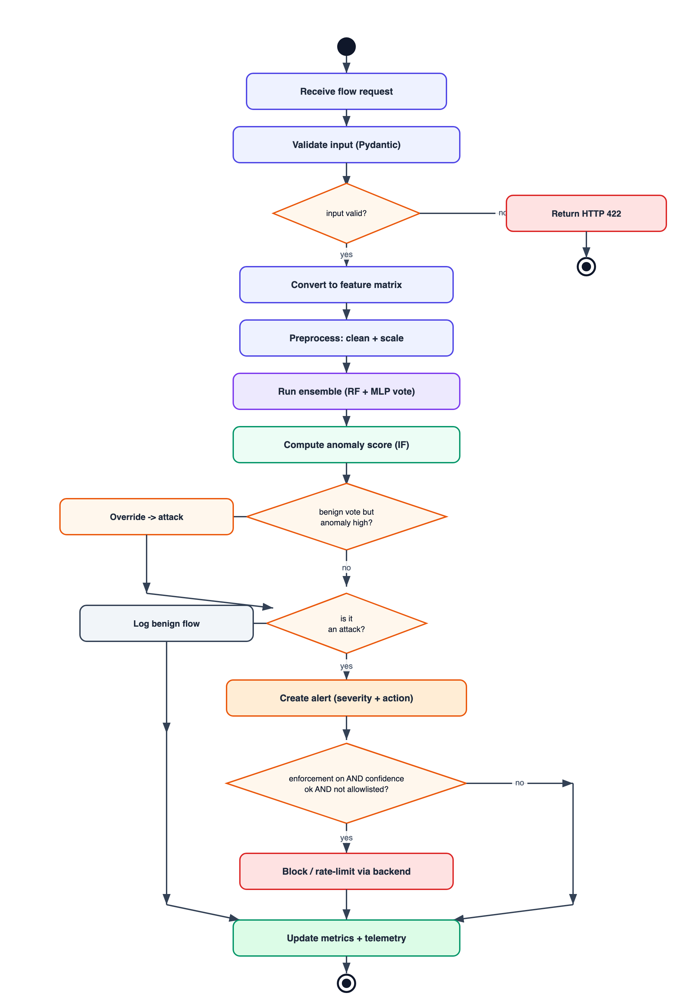 Receive flow request
Validate input (Pydantic)
input valid?
no
Return HTTP 422
yes
Convert to feature matrix
Preprocess: clean + scale
Run ensemble (RF + MLP vote)
Compute anomaly score (IF)
Override -> attack
benign vote but
anomaly high?
no
Log benign flow
is it
an attack?
yes
Create alert (severity + action)
enforcement on AND confidence
ok AND not allowlisted?
no
yes
Block / rate-limit via backend
Update metrics + telemetry